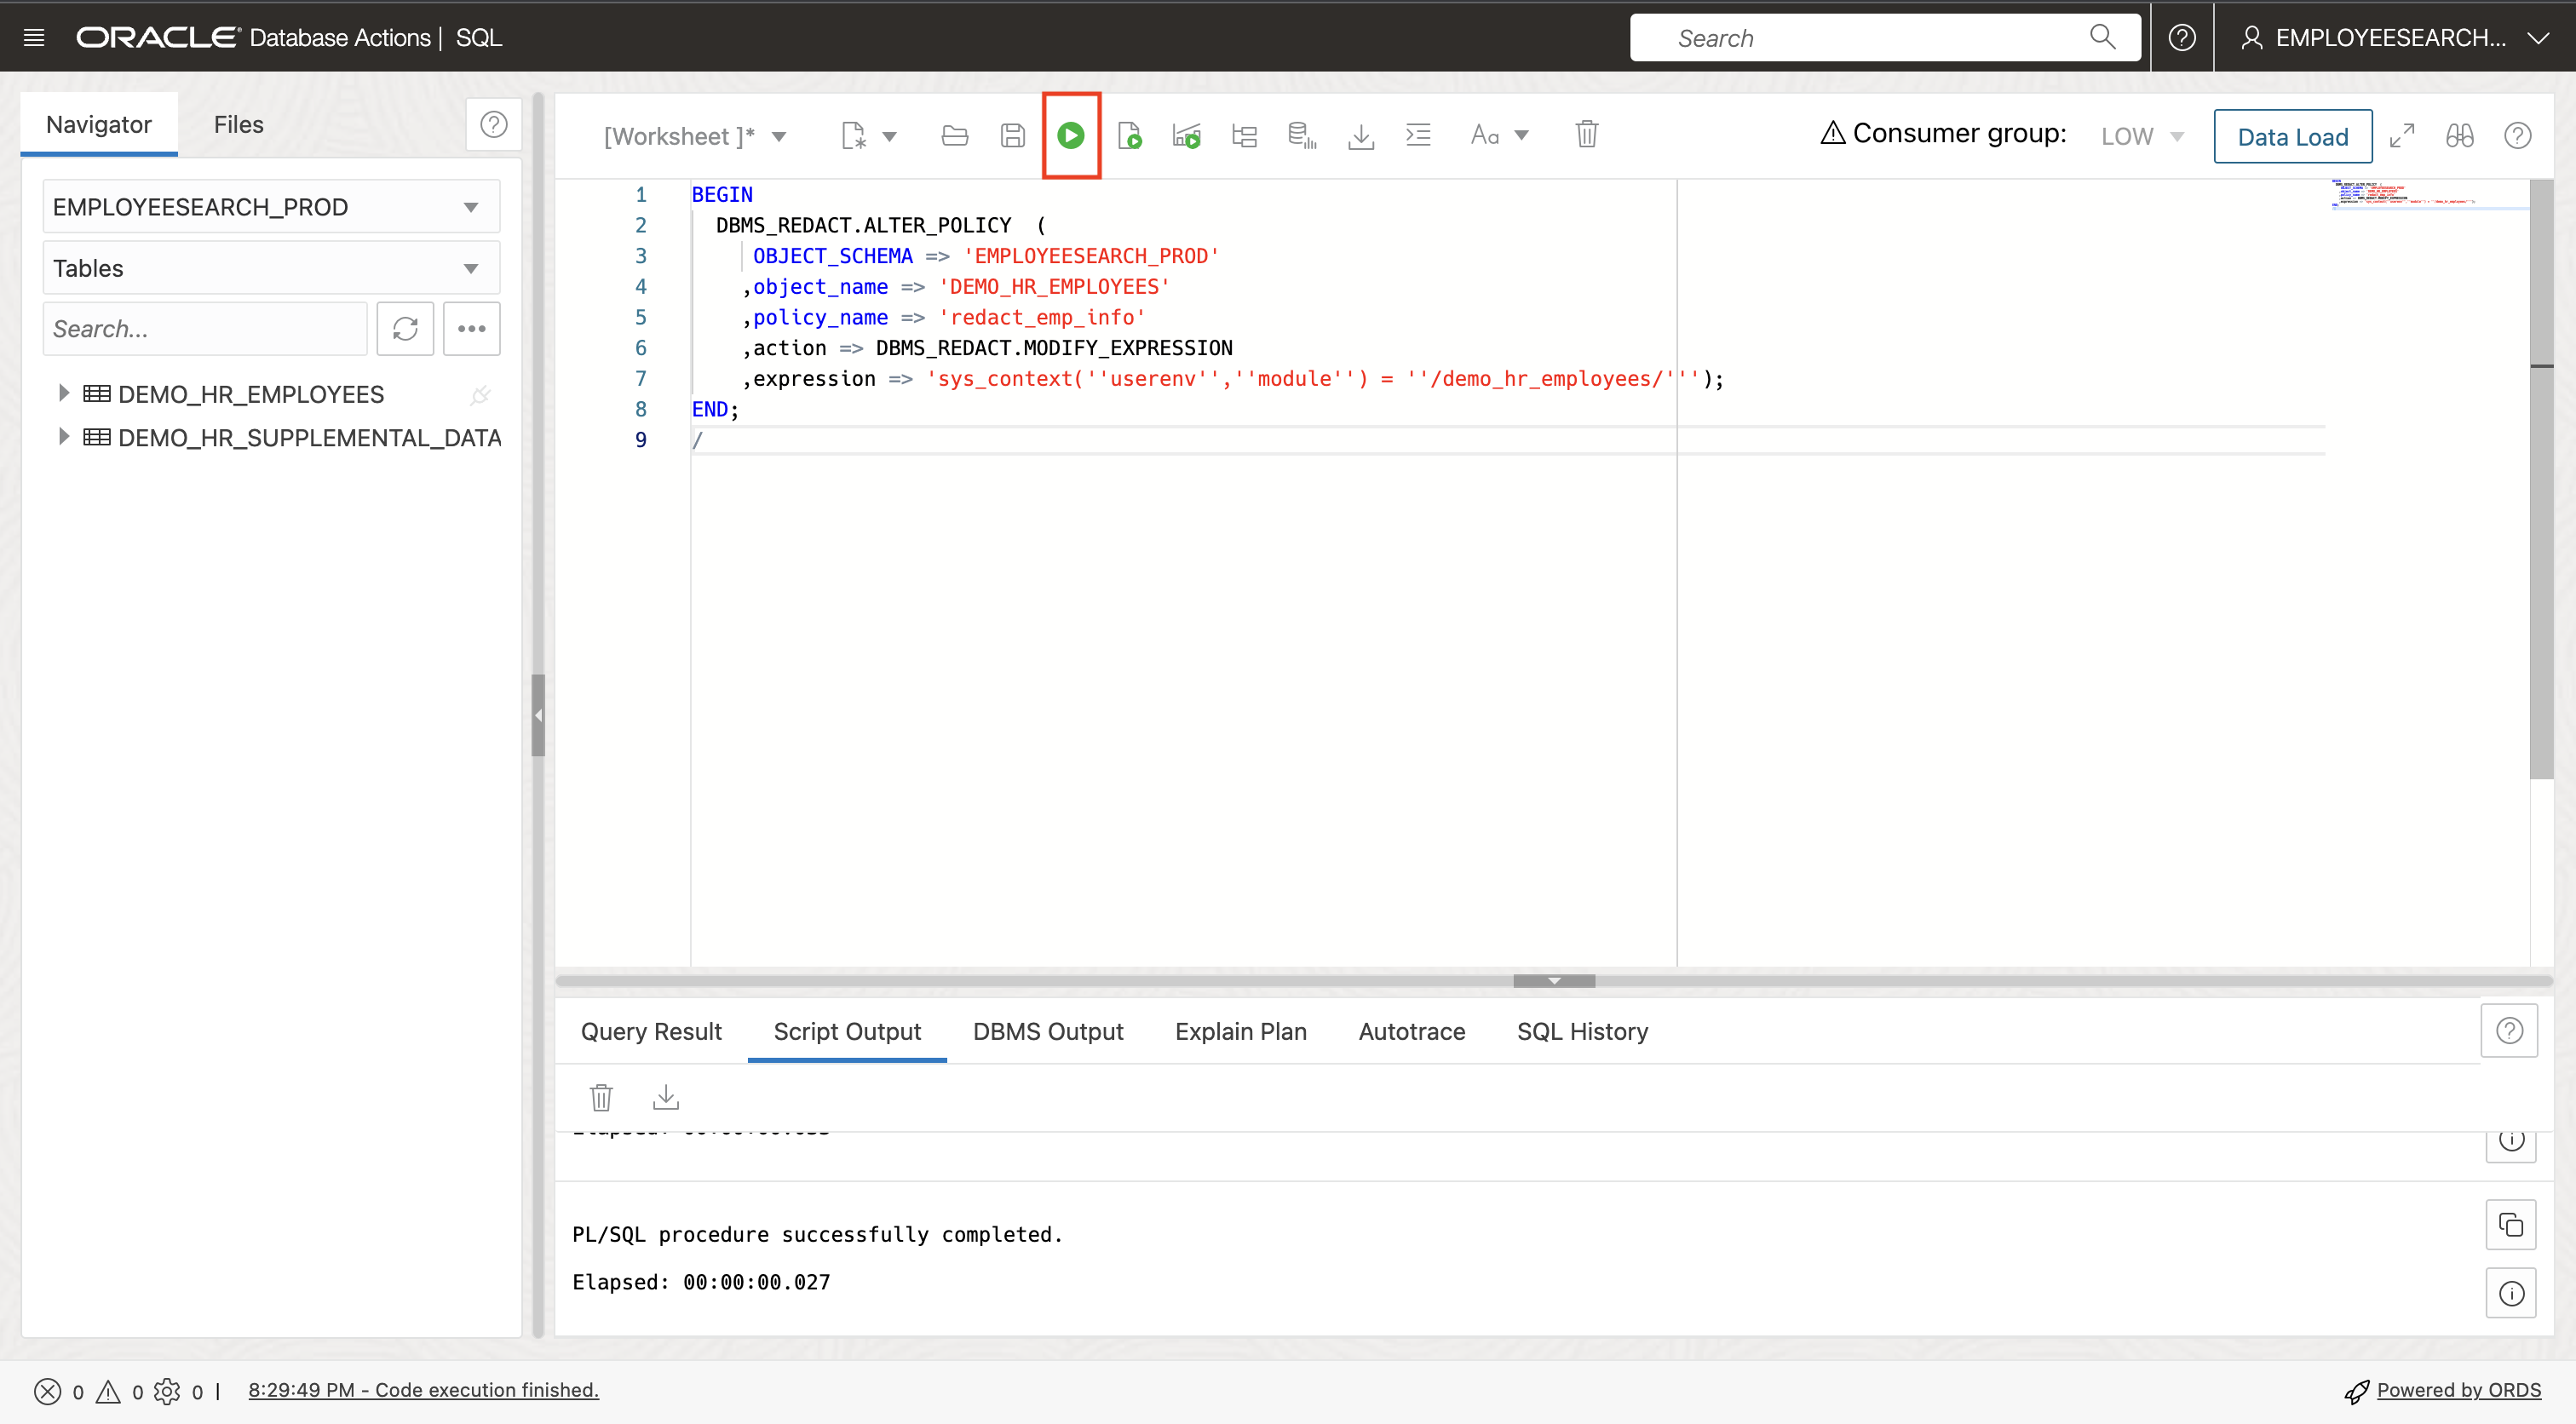 ORACLE Database Actions | SQL
Search
EMPLOYEESEARCH...
Navigator
Files
EMPLOYEESEARCH_PROD
Tables
Search...
DEMO_HR_EMPLOYEES
DEMO_HR_SUPPLEMENTAL_DATA
[Worksheet ]*
Aa
Consumer group:
LOW
Data Load
1 BEGIN
2 DBMS_REDACT.ALTER_POLICY (
3 OBJECT_SCHEMA => 'EMPLOYEESEARCH_PROD'
4 ,object_name => 'DEMO_HR_EMPLOYEES'
5 ,policy_name => 'redact_emp_info'
6 ,action => DBMS_REDACT.MODIFY_EXPRESSION
7 ,expression => 'sys_context(''userenv'',''module'') = ''/demo_hr_employees/''');
8 END;
9 /
Query Result
Script Output
DBMS Output
Explain Plan
Autotrace
SQL History
PL/SQL procedure successfully completed.
Elapsed: 00:00:00.027
0 0 0 | 8:29:49 PM - Code execution finished.
Powered by ORDS